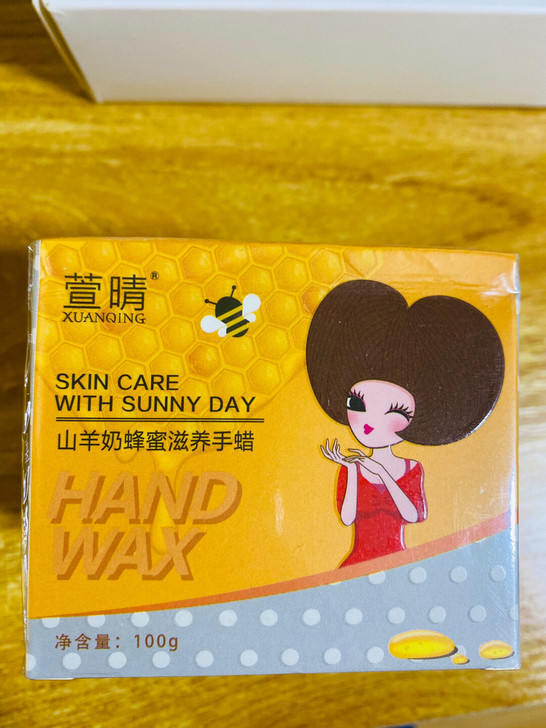 萱晴®
XUANQING
SKIN CARE
WITH SUNNY DAY
山羊奶蜂蜜滋养手蜡
HAND
WAX
净含量：100g